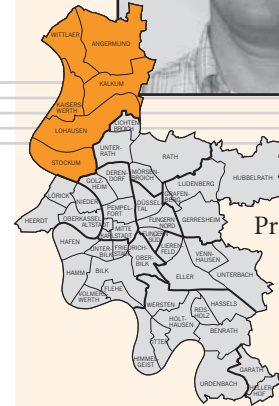 WITTLAER
ANGERMUND
KALKUM
KAISERS
WERTH
LOHAUSEN
STOCKUM
LICHTEN
BROICH
UNTER-
RATH
RATH
HUBBELRATH
GOLZ-
HEIM
DEREN-
DORF
MÖRSEN-
BROICH
LUDENBERG
GRAFEN-
BERG
LÖRICK
NIEDER
HEERDT
OBERKASSEL
ALTSTADT
PEMPEL-
FORT
DÜSSEL-
TAL
GERRESHEIM
FLINGERN
NORD
FLINGERN
SÜD
Pr
HAFEN
MITTE
KARLSTADT
UNTER-
BILK
FRIEDRICH-
STADT
OBER-
BILK
LIEREN-
FELD
VENN-
HAUSEN
HAMM
BILK
ELLER
UNTERBACH
VOLMERS
WERTH
FLEHE
WERSTEN
HASSELS
HOLT-
HAUSEN
REIS-
HOLZ
BENRATH
ITTER
HIMMEL-
GEIST
URDENBACH
GARATH
HELLER
HOF